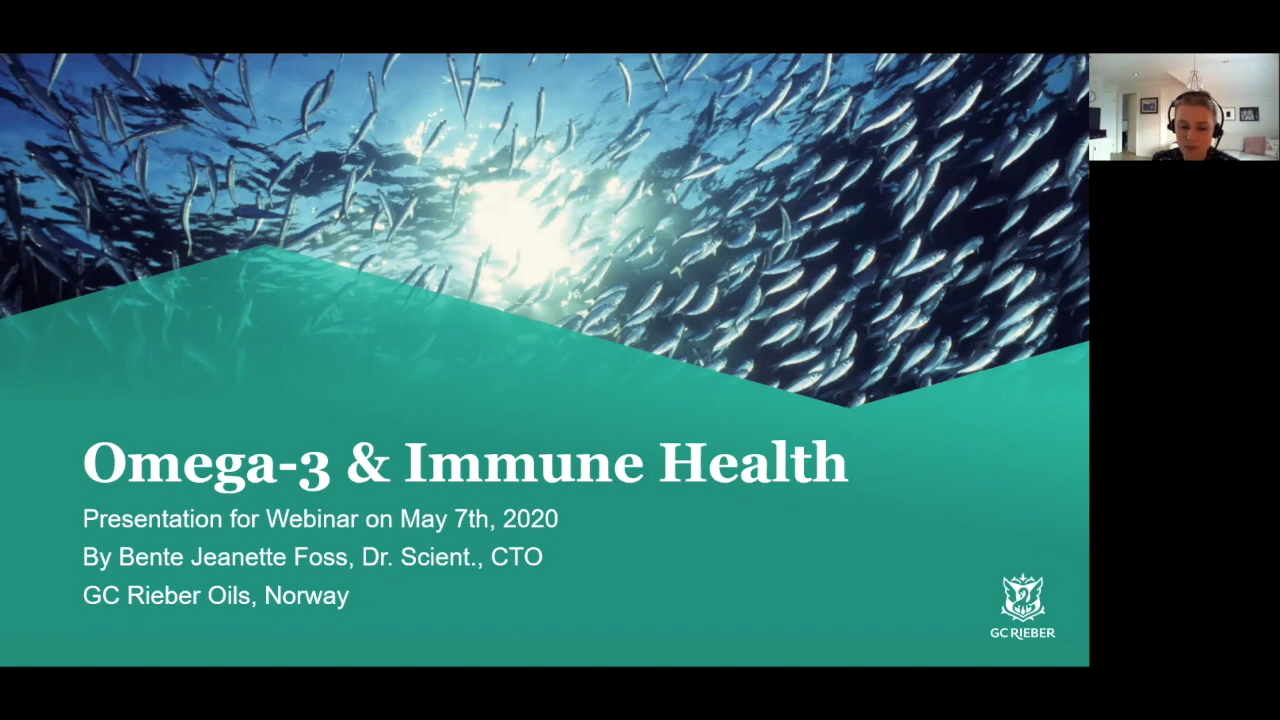 Omega-3 & Immune Health
Presentation for Webinar on May 7th, 2020
By Bente Jeanette Foss, Dr. Scient., CTO
GC Rieber Oils, Norway
GC RIEBER